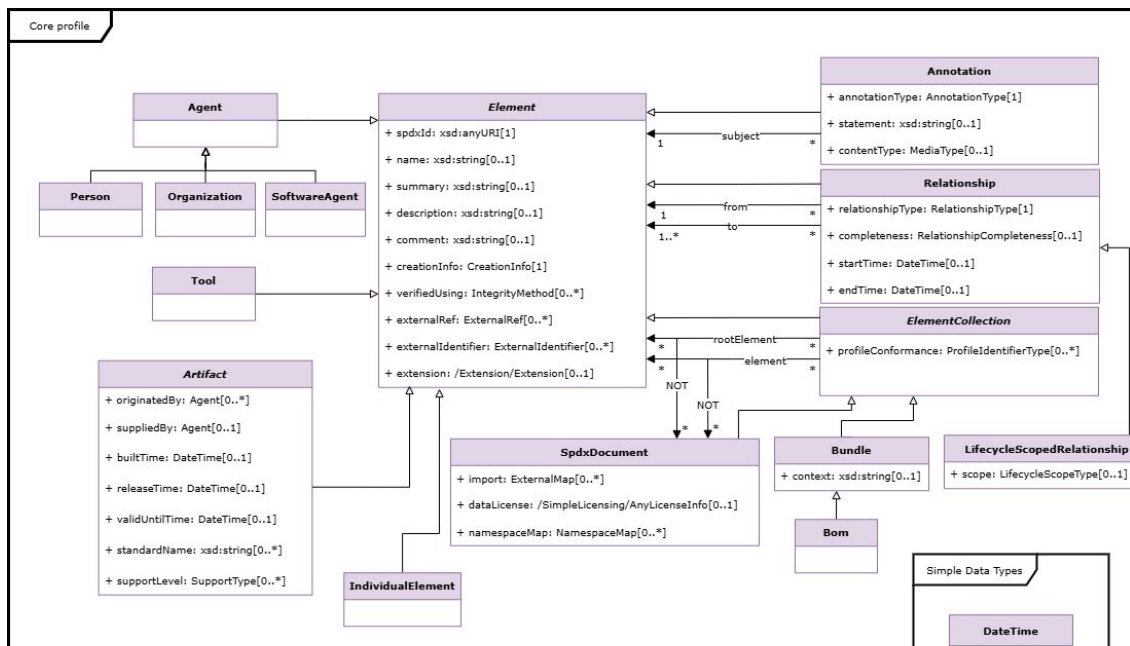 Core profile
Agent
Person
Organization
SoftwareAgent
Tool
Artifact
+ originatedBy: Agent[0..*]
+ suppliedBy: Agent[0..1]
+ builtTime: DateTime[0..1]
+ releaseTime: DateTime[0..1]
+ validUntilTime: DateTime[0..1]
+ standardName: xsd:string[0..*]
+ supportLevel: SupportType[0..*]
Element
+ spdxId: xsd:anyURI[1]
+ name: xsd:string[0..1]
+ summary: xsd:string[0..1]
+ description: xsd:string[0..1]
+ comment: xsd:string[0..1]
+ creationInfo: CreationInfo[1]
+ verifiedUsing: IntegrityMethod[0..*]
+ externalRef: ExternalRef[0..*]
+ externalIdentifier: ExternalIdentifier[0..*]
+ extension: /Extension/Extension[0..1]
IndividualElement
subject
1 *
from
1 *
to
1..* *
rootElement
* *
element
* *
NOT
NOT
* *
Annotation
+ annotationType: AnnotationType[1]
+ statement: xsd:string[0..1]
+ contentType: MediaType[0..1]
Relationship
+ relationshipType: RelationshipType[1]
+ completeness: RelationshipCompleteness[0..1]
+ startTime: DateTime[0..1]
+ endTime: DateTime[0..1]
ElementCollection
+ profileConformance: ProfileIdentifierType[0..*]
SpdxDocument
+ import: ExternalMap[0..*]
+ dataLicense: /SimpleLicensing/AnyLicenseInfo[0..1]
+ namespaceMap: NamespaceMap[0..*]
Bundle
+ context: xsd:string[0..1]
Bom
LifecycleScopedRelationship
+ scope: LifecycleScopeType[0..1]
Simple Data Types
DateTime